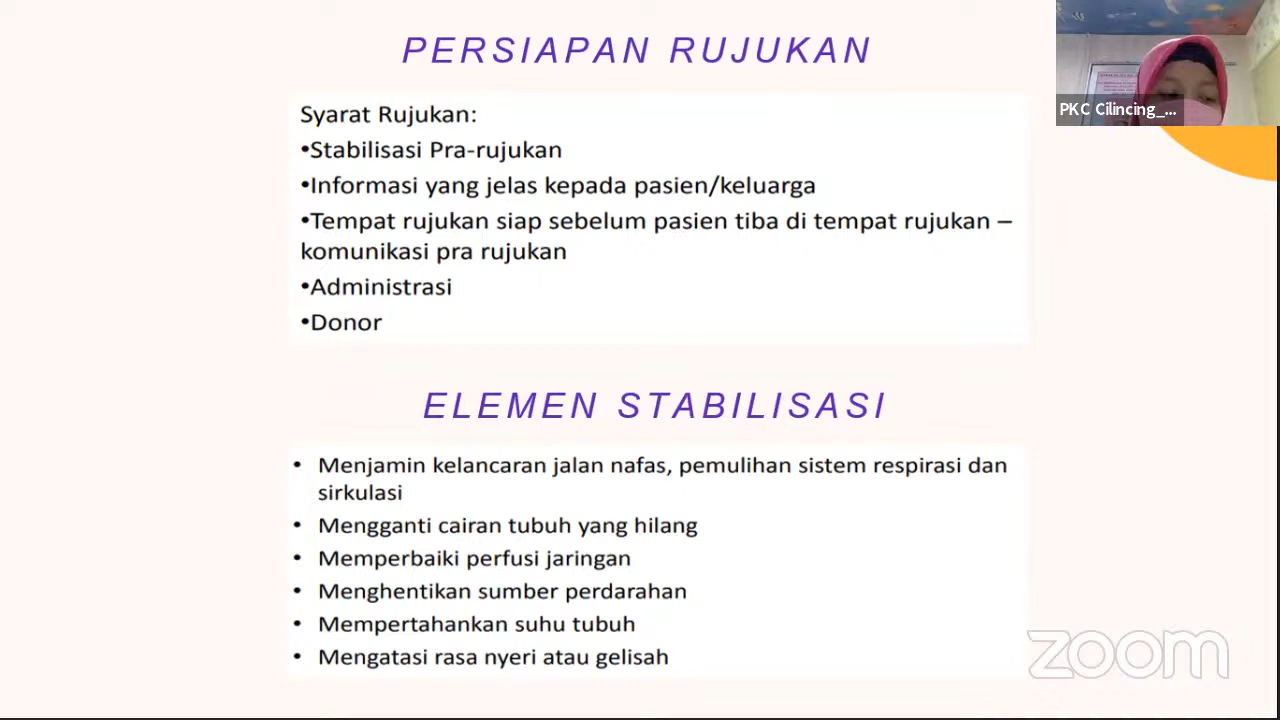 PERSIAPAN RUJUKAN
Syarat Rujukan:
•Stabilisasi Pra-rujukan
•Informasi yang jelas kepada pasien/keluarga
•Tempat rujukan siap sebelum pasien tiba di tempat rujukan –
komunikasi pra rujukan
•Administrasi
•Donor
PKC Cilincing_...
ELEMEN STABILISASI
• Menjamin kelancaran jalan nafas, pemulihan sistem respirasi dan
sirkulasi
• Mengganti cairan tubuh yang hilang
• Memperbaiki perfusi jaringan
• Menghentikan sumber perdarahan
• Mempertahankan suhu tubuh
• Mengatasi rasa nyeri atau gelisah
zoom